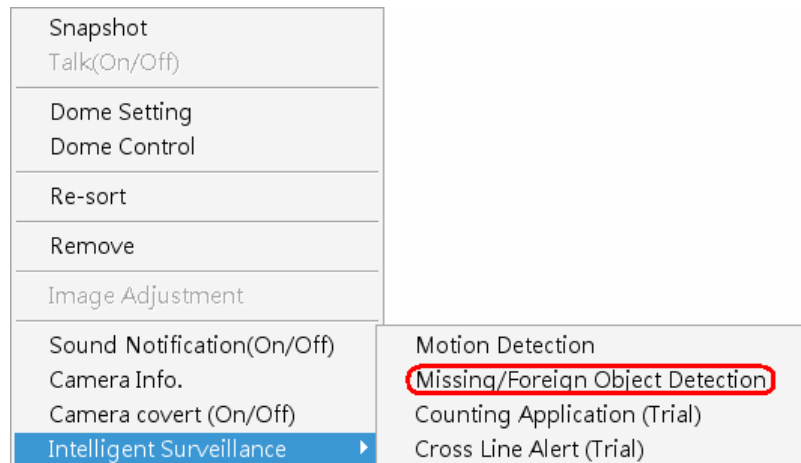 Snapshot
Talk(On/Off)
Dome Setting
Dome Control
Re-sort
Remove
Image Adjustment
Sound Notification(On/Off)
Camera Info.
Camera covert (On/Off)
Intelligent Surveillance
Motion Detection
Missing/Foreign Object Detection
Counting Application (Trial)
Cross Line Alert (Trial)